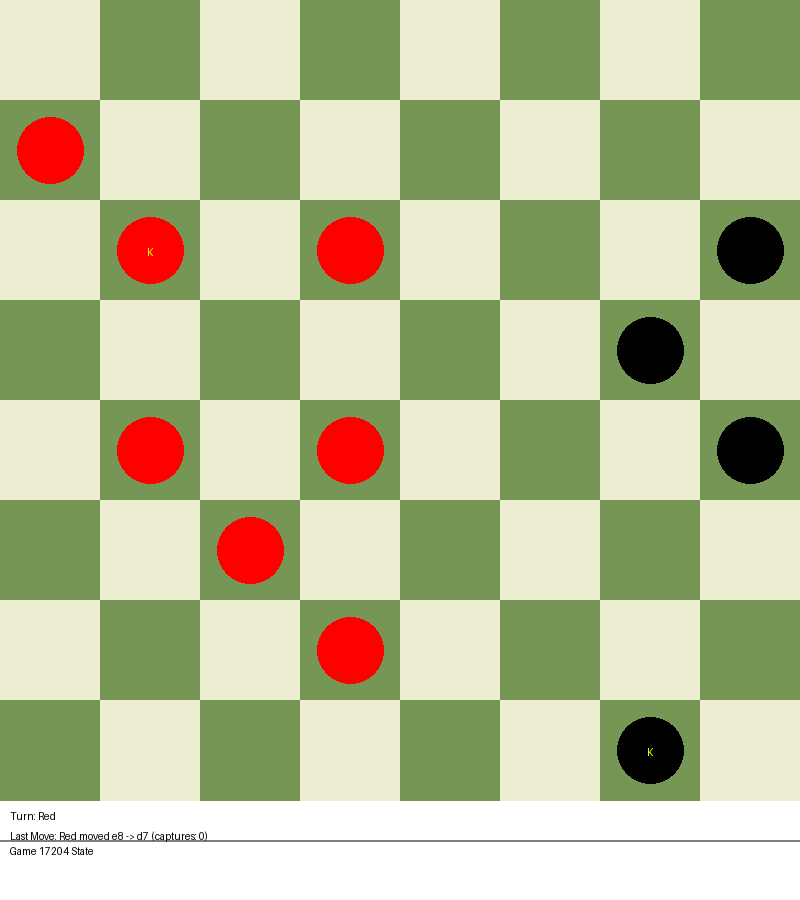 K
K
Turn: Red
Last Move: Red moved e8 -> d7 (captures: 0)
Game 17204 State